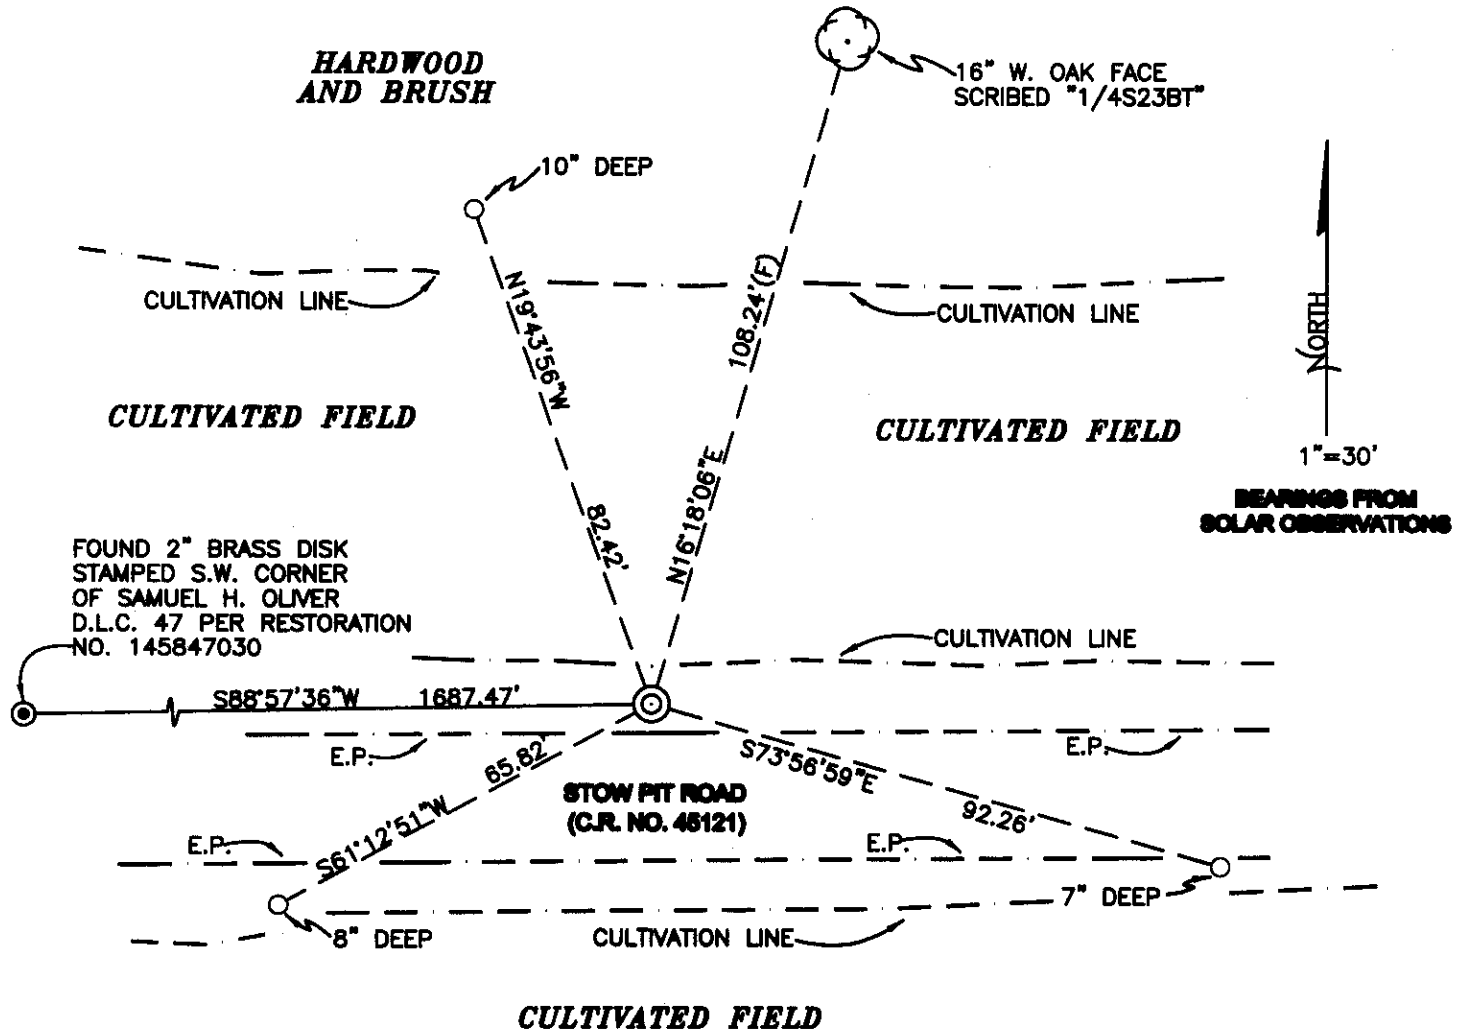 HARDWOOD
AND BRUSH
16" W. OAK FACE
SCRIBED "1/4S23BT"
10" DEEP
CULTIVATION LINE
CULTIVATION LINE
N19°43'56"W
82.42'
108.24'(F)
N16°18'06"E
NORTH
1"=30'
BEARINGS FROM
SOLAR OBSERVATIONS
CULTIVATED FIELD
CULTIVATED FIELD
FOUND 2" BRASS DISK
STAMPED S.W. CORNER
OF SAMUEL H. OLIVER
D.L.C. 47 PER RESTORATION
NO. 145847030
CULTIVATION LINE
S88°57'36"W 1687.47'
E.P.
E.P.
65.82'
S61°12'51"W
S73°56'59"E
92.26'
STOW PIT ROAD
(C.R. NO. 45121)
E.P.
E.P.
7" DEEP
8" DEEP
CULTIVATION LINE
CULTIVATED FIELD